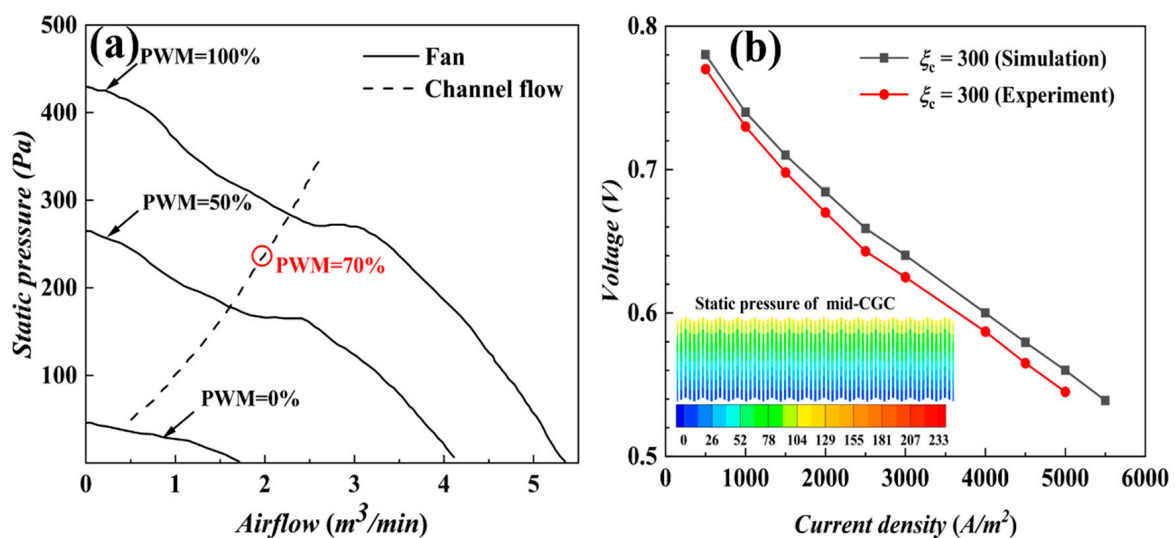 (a)
500
400
300
200
100
Static pressure (Pa)
PWM=100%
PWM=50%
PWM=70%
PWM=0%
Fan
Channel flow
0 1 2 3 4 5
Airflow (m³/min)
(b)
0.8
0.7
0.6
0.5
Voltage (V)
ξc = 300 (Simulation)
ξc = 300 (Experiment)
Static pressure of mid-CGC
0 26 52 78 104 129 155 181 207 233
0 1000 2000 3000 4000 5000 6000
Current density (A/m²)